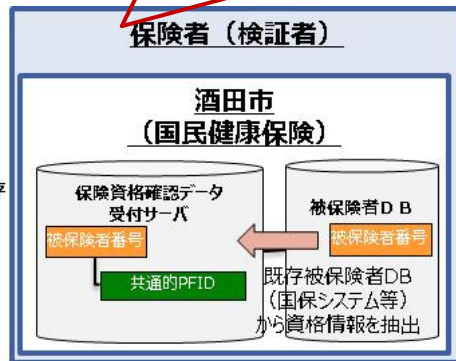 保険者（検証者）
酒田市
（国民健康保険）
保険資格確認データ
受付サーバ
被保険者番号
共通的PFID
被保険者ＤＢ
被保険者番号
既存被保険者DB
（国保システム等）
から資格情報を抽出